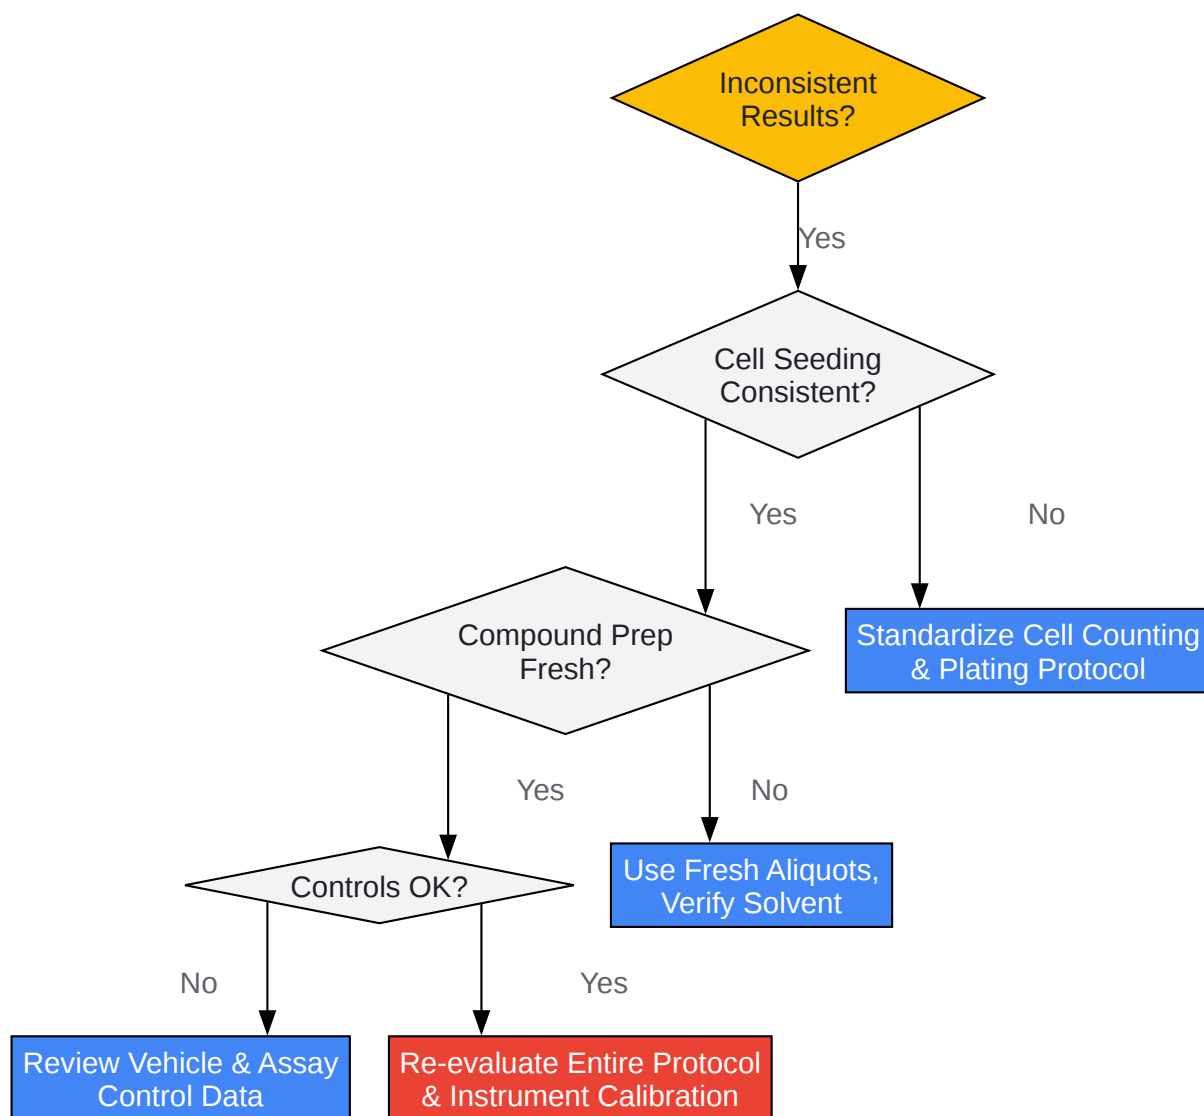 Inconsistent
Results?
Yes
Cell Seeding
Consistent?
Yes
No
Compound Prep
Fresh?
Standardize Cell Counting
& Plating Protocol
Yes
No
Controls OK?
Use Fresh Aliquots,
Verify Solvent
No
Yes
Review Vehicle & Assay
Control Data
Re-evaluate Entire Protocol
& Instrument Calibration